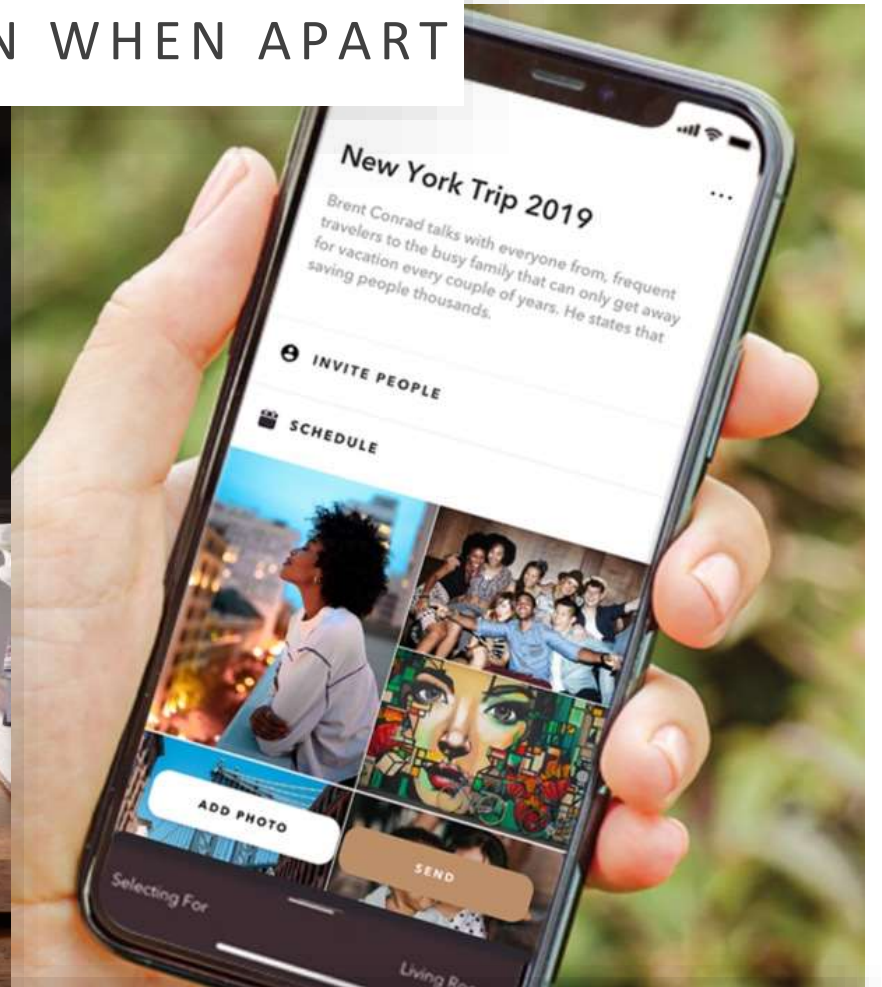 WHEN APART
New York Trip 2019
Brent Conrad talks with everyone from, frequent
travelers to the busy family that can only get away
for vacation every couple of years. He states that
saving people thousands.
INVITE PEOPLE
SCHEDULE
ADD PHOTO
SEND
Selecting For
Living